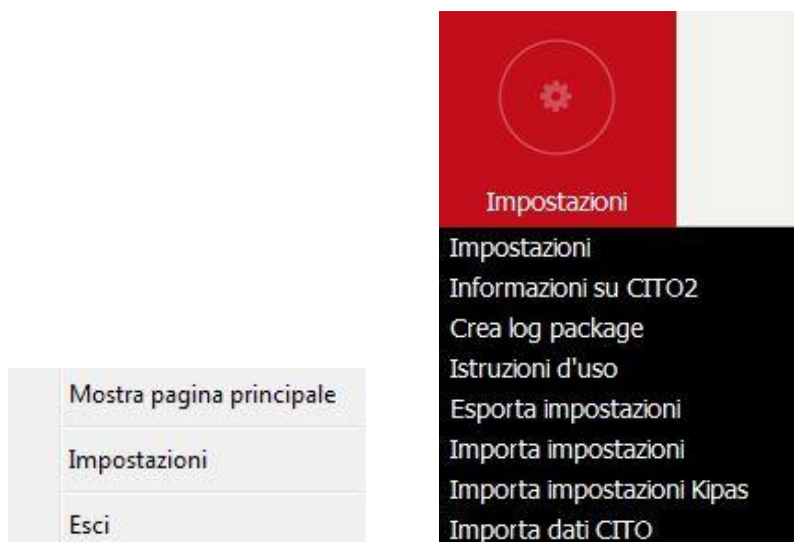 Mostra pagina principale
Impostazioni
Esci
Impostazioni
Impostazioni
Informazioni su CITO2
Crea log package
Istruzioni d'uso
Esporta impostazioni
Importa impostazioni
Importa impostazioni Kipas
Importa dati CITO